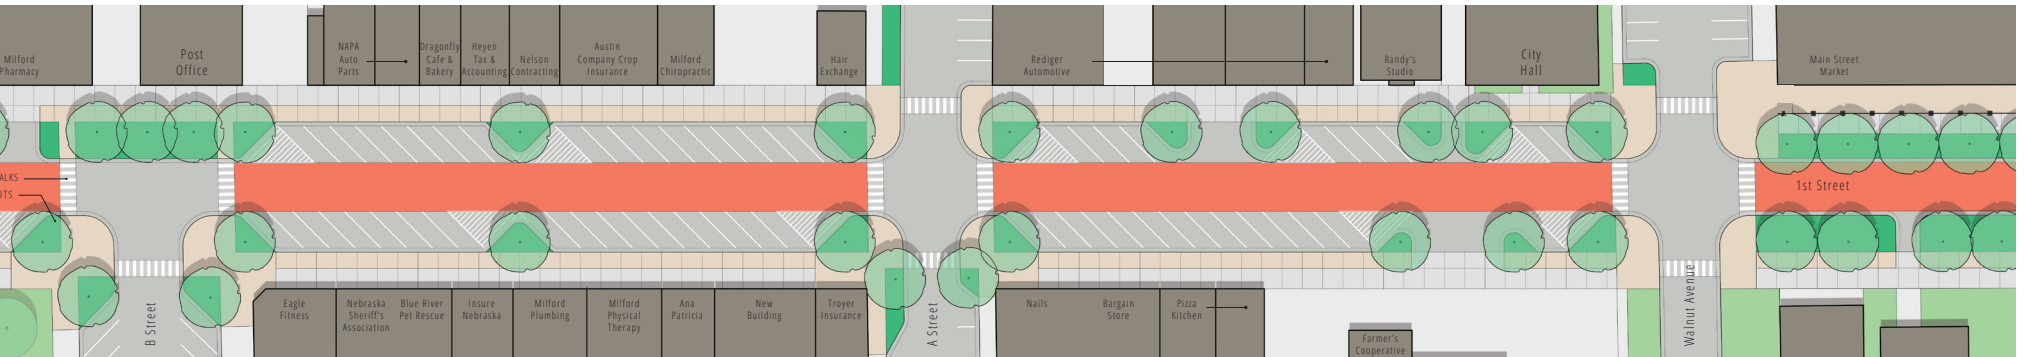 Milford
Pharmacy
Post
Office
NAPA
Auto
Parts
Dragonfly
Cafe &
Bakery
Heyen
Tax &
Accounting
Nelson
Contracting
Austin
Company Crop
Insurance
Milford
Chiropractic
Hair
Exchange
Rediger
Automotive
Randy's
Studio
City
Hall
Main Street
Market
ALKS
UTS
1st Street
B Street
Eagle
Fitness
Nebraska
Sheriff's
Association
Blue River
Pet Rescue
Insure
Nebraska
Milford
Plumbing
Milford
Physical
Therapy
Ana
Patricia
New
Building
Troyer
Insurance
A Street
Nails
Bargain
Store
Pizza
Kitchen
Farmer's
Cooperative
Walnut Avenue